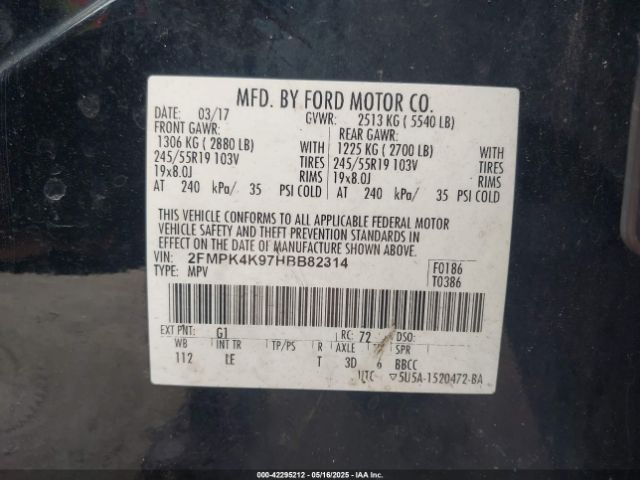 MFD. BY FORD MOTOR CO.
DATE: 03/17 GVWR: 2513 KG ( 5540 LB)
FRONT GAWR: REAR GAWR:
1306 KG ( 2880 LB) WITH 1225 KG ( 2700 LB) WITH
245/55R19 103V TIRES 245/55R19 103V TIRES
19x8.0J RIMS 19x8.0J RIMS
AT 240 kPa/ 35 PSI COLD AT 240 kPa/ 35 PSI COLD
THIS VEHICLE CONFORMS TO ALL APPLICABLE FEDERAL MOTOR
VEHICLE SAFETY AND THEFT PREVENTION STANDARDS IN
EFFECT ON THE DATE OF MANUFACTURE SHOWN ABOVE.
VIN: 2FMPK4K97HBB82314 F0186
TYPE: MPV T0386
EXT PNT: G1 RC: 72 DSO:
WB INT TR TP/PS R AXLE SPR
112 LE T 3D 6 BBCC
UTC ▽5U5A-1520472-BA
000-42295212 - 05/16/2025 - IAA Inc.